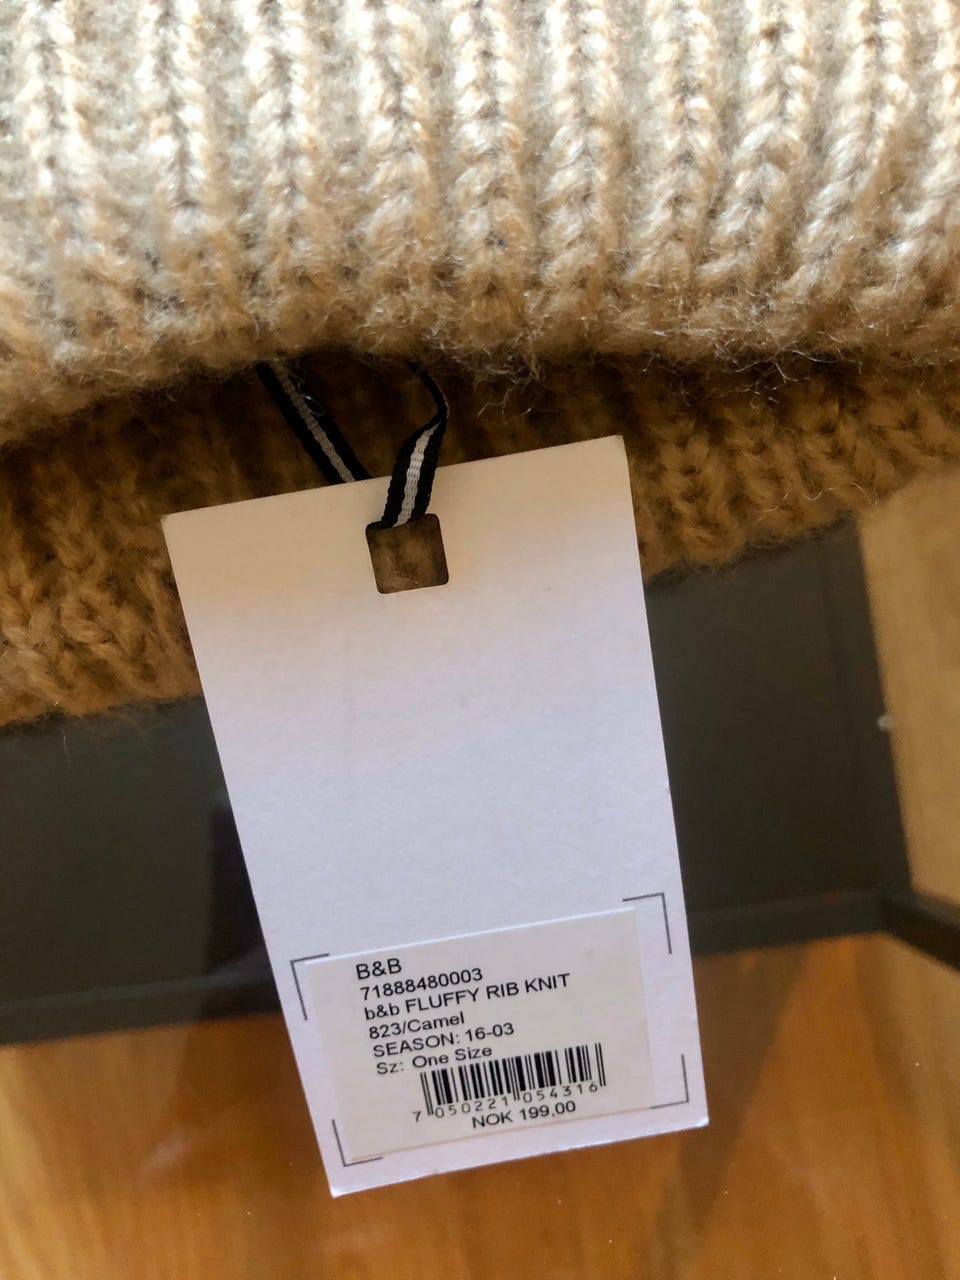 B&B
71888480003
b&b FLUFFY RIB KNIT
823/Camel
SEASON: 16-03
Sz: One Size
7 050221 054316
NOK 199,00